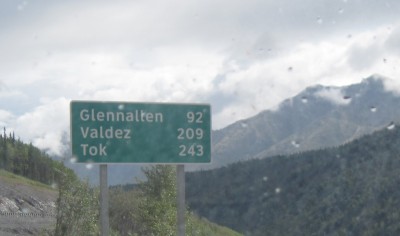 Glennallen 92
Valdez 209
Tok 243